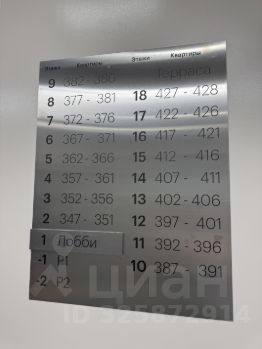 Этажи Квартиры Этажи Квартиры
9 382 - 386 Терраса
8 377 - 381 18 427 - 428
7 372 - 376 17 422 - 426
6 367 - 371 16 417 - 421
5 362 - 366 15 412 - 416
4 357 - 361 14 407 - 411
3 352 - 356 13 402 - 406
2 347 - 351 12 397 - 401
1 Лобби 11 392 - 396
-1 P1 10 387 - 391
-2 P2
циан